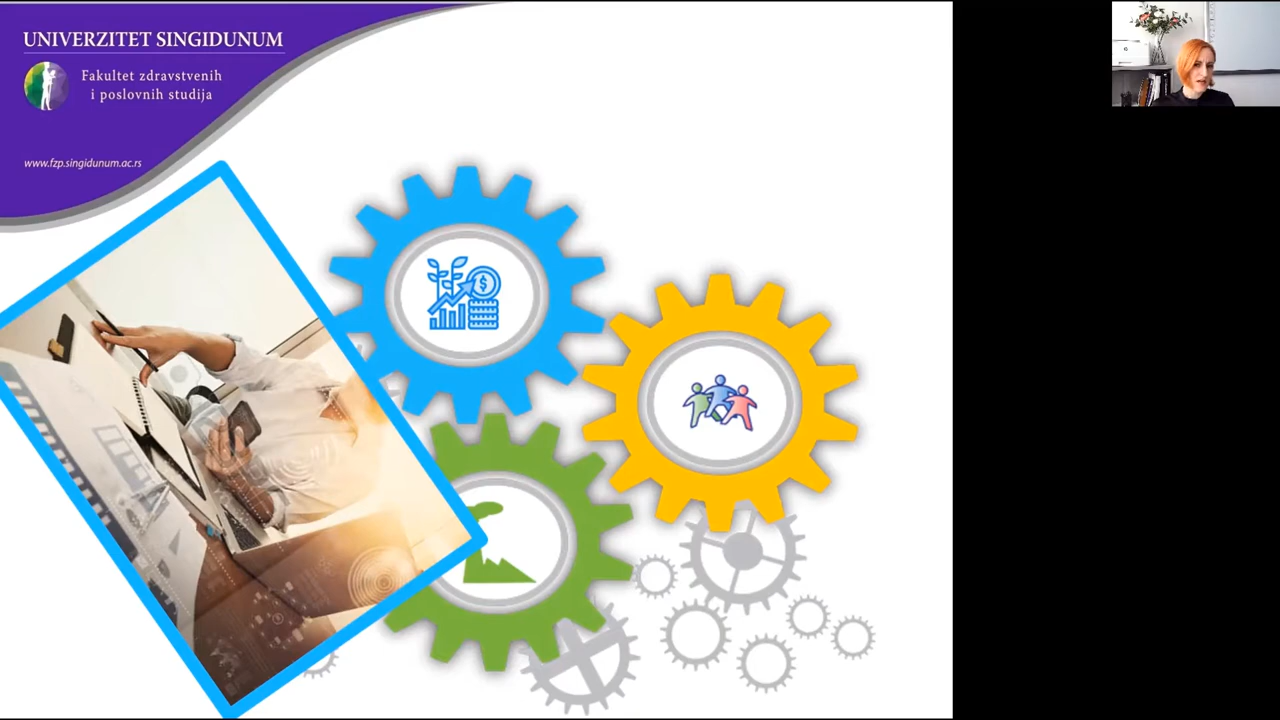 UNIVERZITET SINGIDUNUM
Fakultet zdravstvenih
i poslovnih studija
www.fzp.singidunum.ac.rs
$